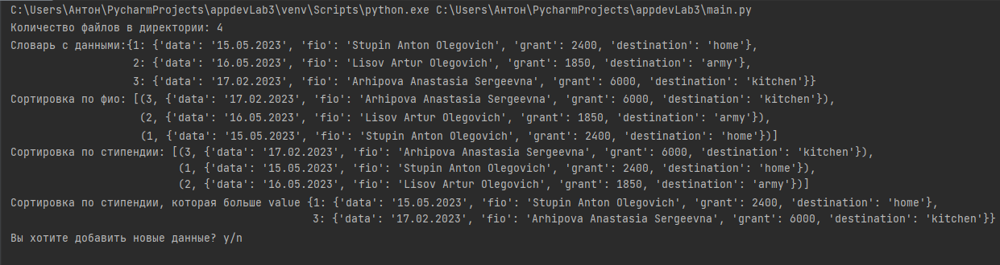 C:\Users\Антон\PycharmProjects\appdevLab3\venv\Scripts\python.exe C:\Users\Антон\PycharmProjects\appdevLab3\main.py
Количество файлов в директории: 4
Словарь с данными:{1: {'data': '15.05.2023', 'fio': 'Stupin Anton Olegovich', 'grant': 2400, 'destination': 'home'},
2: {'data': '16.05.2023', 'fio': 'Lisov Artur Olegovich', 'grant': 1850, 'destination': 'army'},
3: {'data': '17.02.2023', 'fio': 'Arhipova Anastasia Sergeevna', 'grant': 6000, 'destination': 'kitchen'}}
Сортировка по фио: [(3, {'data': '17.02.2023', 'fio': 'Arhipova Anastasia Sergeevna', 'grant': 6000, 'destination': 'kitchen'}),
(2, {'data': '16.05.2023', 'fio': 'Lisov Artur Olegovich', 'grant': 1850, 'destination': 'army'}),
(1, {'data': '15.05.2023', 'fio': 'Stupin Anton Olegovich', 'grant': 2400, 'destination': 'home'})]
Сортировка по стипендии: [(3, {'data': '17.02.2023', 'fio': 'Arhipova Anastasia Sergeevna', 'grant': 6000, 'destination': 'kitchen'}),
(1, {'data': '15.05.2023', 'fio': 'Stupin Anton Olegovich', 'grant': 2400, 'destination': 'home'}),
(2, {'data': '16.05.2023', 'fio': 'Lisov Artur Olegovich', 'grant': 1850, 'destination': 'army'})]
Сортировка по стипендии, которая больше value {1: {'data': '15.05.2023', 'fio': 'Stupin Anton Olegovich', 'grant': 2400, 'destination': 'home'},
3: {'data': '17.02.2023', 'fio': 'Arhipova Anastasia Sergeevna', 'grant': 6000, 'destination': 'kitchen'}}
Вы хотите добавить новые данные? y/n